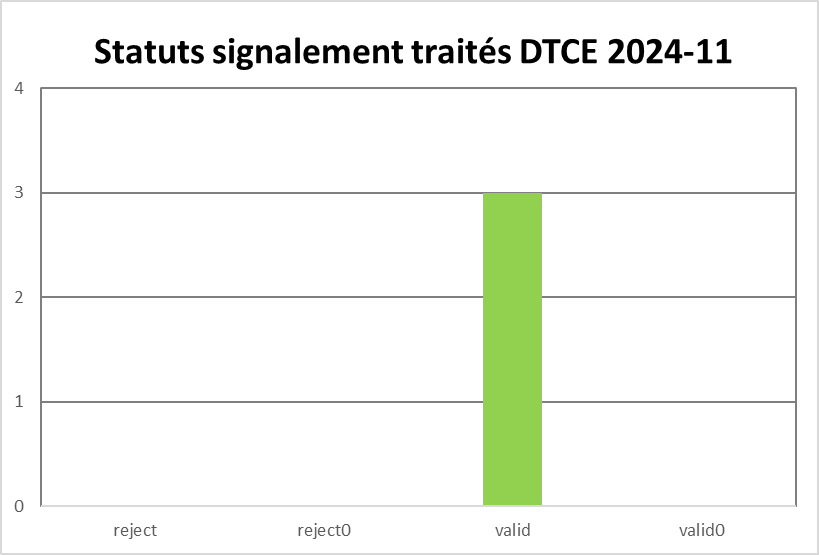 Statuts signalement traités DTCE 2024-11
4
3
2
1
0
reject reject0 valid valid0